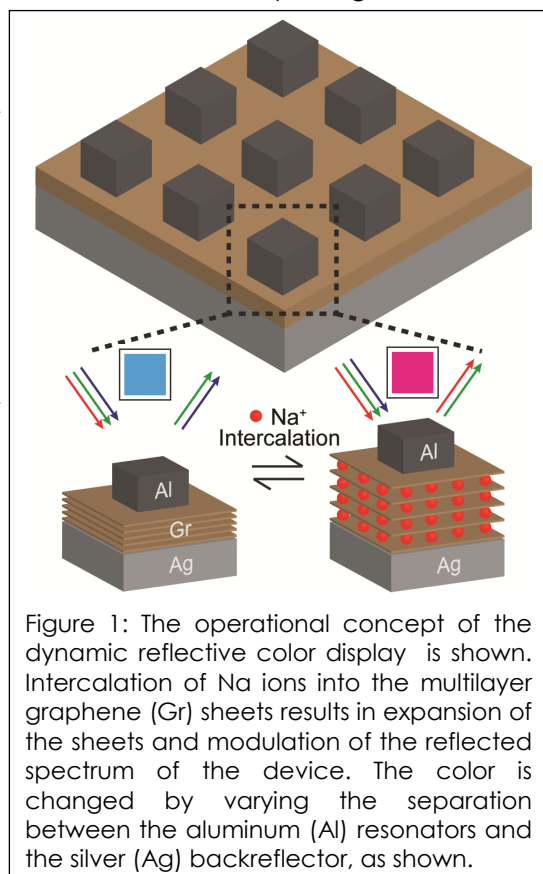 Na+
Intercalation
Al
Gr
Ag
Al
Ag
Figure 1: The operational concept of the
dynamic reflective color display is shown.
Intercalation of Na ions into the multilayer
graphene (Gr) sheets results in expansion of
the sheets and modulation of the reflected
spectrum of the device. The color is
changed by varying the separation
between the aluminum (Al) resonators and
the silver (Ag) backreflector, as shown.